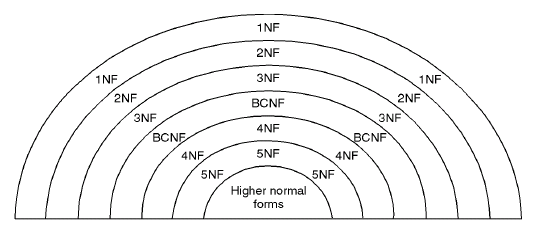 1NF
2NF
1NF
3NF
1NF
2NF
2NF
BCNF
3NF
3NF
4NF
BCNF
BCNF
5NF
4NF
4NF
5NF
5NF
Higher normal
forms